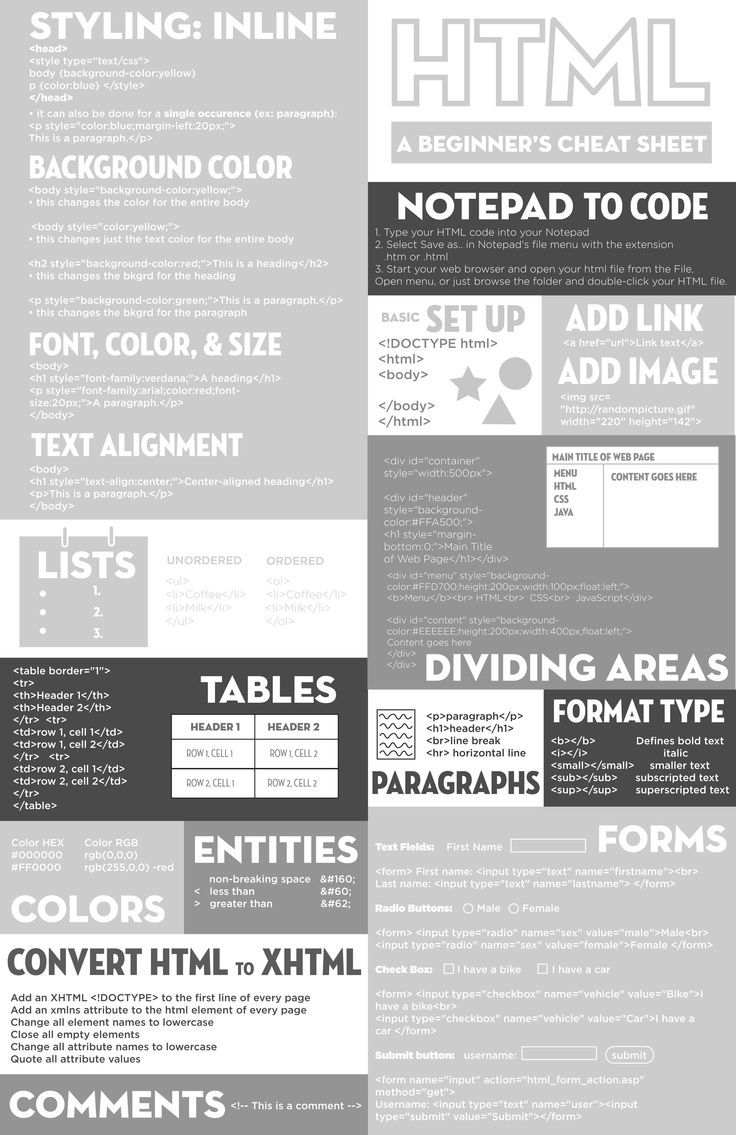 STYLING: INLINE
<head>
<style type="text/css">
body {background-color:yellow}
p {color:blue} </style>
</head>
• it can also be done for a single occurence (ex: paragraph):
<p style="color:blue;margin-left:20px;">
This is a paragraph.</p>
BACKGROUND COLOR
<body style="background-color:yellow;">
• this changes the color for the entire body
<body style="color:yellow;">
• this changes just the text color for the entire body
<h2 style="background-color:red;">This is a heading</h2>
• this changes the bkgrd for the heading
<p style="background-color:green;">This is a paragraph.</p>
• this changes the bkgrd for the paragraph
FONT, COLOR, & SIZE
<body>
<h1 style="font-family:verdana;">A heading</h1>
<p style="font-family:arial;color:red;font-
size:20px;">A paragraph.</p>
</body>
TEXT ALIGNMENT
<body>
<h1 style="text-align:center;">Center-aligned heading</h1>
<p>This is a paragraph.</p>
</body>
LISTS
• 1.
• 2.
• 3.
UNORDERED
<ul>
<li>Coffee</li>
<li>Milk</li>
</ul>
ORDERED
<ol>
<li>Coffee</li>
<li>Milk</li>
</ol>
<table border="1">
<tr>
<th>Header 1</th>
<th>Header 2</th>
</tr> <tr>
<td>row 1, cell 1</td>
<td>row 1, cell 2</td>
</tr> <tr>
<td>row 2, cell 1</td>
<td>row 2, cell 2</td>
</tr>
</table>
TABLES
HEADER 1 HEADER 2
ROW 1, CELL 1 ROW 1, CELL 2
ROW 2, CELL 1 ROW 2, CELL 2
Color HEX Color RGB
#000000 rgb(0,0,0)
#FF0000 rgb(255,0,0) -red
COLORS
ENTITIES
non-breaking space &#160;
< less than &#60;
> greater than &#62;
CONVERT HTML TO XHTML
Add an XHTML <!DOCTYPE> to the first line of every page
Add an xmlns attribute to the html element of every page
Change all element names to lowercase
Close all empty elements
Change all attribute names to lowercase
Quote all attribute values
COMMENTS <!-- This is a comment -->
HTML
A BEGINNER'S CHEAT SHEET
NOTEPAD TO CODE
1. Type your HTML code into your Notepad
2. Select Save as.. in Notepad's file menu with the extension
.htm or .html
3. Start your web browser and open your html file from the File,
Open menu, or just browse the folder and double-click your HTML file.
BASIC SET UP
<!DOCTYPE html>
<html>
<body>
</body>
</html>
ADD LINK
<a href="url">Link text</a>
ADD IMAGE
<img src=
"http://randompicture.gif"
width="220" height="142">
<div id="container"
style="width:500px">
<div id="header"
style="background-
color:#FFA500;">
<h1 style="margin-
bottom:0;">Main Title
of Web Page</h1></div>
<div id="menu" style="background-
color:#FFD700;height:200px;width:100px;float:left;">
<b>Menu</b><br> HTML<br> CSS<br> JavaScript</div>
<div id="content" style="background-
color:#EEEEEE;height:200px;width:400px;float:left;">
Content goes here
</div>
</div>
MAIN TITLE OF WEB PAGE
MENU
HTML
CSS
JAVA
CONTENT GOES HERE
DIVIDING AREAS
<p>paragraph</p>
<h1>header</h1>
<br>line break
<hr> horizontal line
PARAGRAPHS
FORMAT TYPE
<b></b> Defines bold text
<i></i> italic
<small></small> smaller text
<sub></sub> subscripted text
<sup></sup> superscripted text
FORMS
Text Fields: First Name
<form> First name: <input type="text" name="firstname"><br>
Last name: <input type="text" name="lastname"> </form>
Radio Buttons: Male Female
<form> <input type="radio" name="sex" value="male">Male<br>
<input type="radio" name="sex" value="female">Female </form>
Check Box: I have a bike I have a car
<form> <input type="checkbox" name="vehicle" value="Bike">I
have a bike<br>
<input type="checkbox" name="vehicle" value="Car">I have a
car </form>
Submit button: username: submit
<form name="input" action="html_form_action.asp"
method="get">
Username: <input type="text" name="user"><input
type="submit" value="Submit"></form>